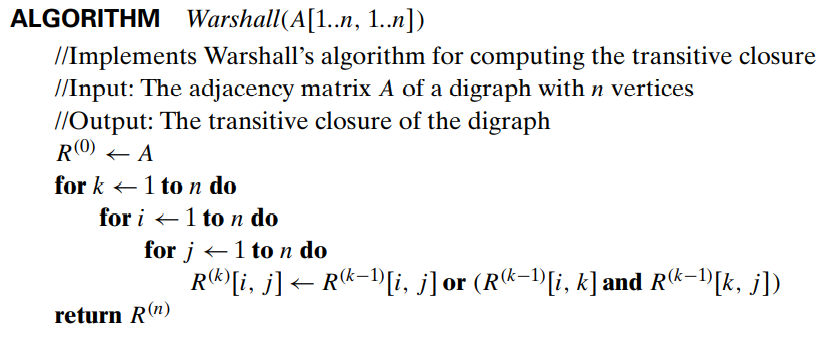 ALGORITHM Warshall(A[1..n, 1..n])
//Implements Warshall’s algorithm for computing the transitive closure
//Input: The adjacency matrix A of a digraph with n vertices
//Output: The transitive closure of the digraph
R⁽⁰⁾ ← A
for k ← 1 to n do
for i ← 1 to n do
for j ← 1 to n do
R⁽ᵏ⁾[i, j] ← R⁽ᵏ⁻¹⁾[i, j] or (R⁽ᵏ⁻¹⁾[i, k] and R⁽ᵏ⁻¹⁾[k, j])
return R⁽ⁿ⁾